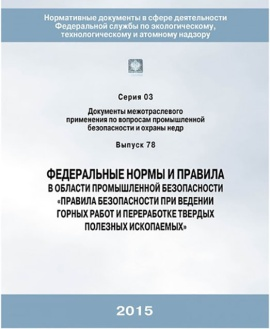 Нормативные документы в сфере деятельности
Федеральной службы по экологическому,
технологическому и атомному надзору
Серия 03
Документы межотраслевого
применения по вопросам промышленной
безопасности и охраны недр
Выпуск 78
ФЕДЕРАЛЬНЫЕ НОРМЫ И ПРАВИЛА
В ОБЛАСТИ ПРОМЫШЛЕННОЙ БЕЗОПАСНОСТИ
«ПРАВИЛА БЕЗОПАСНОСТИ ПРИ ВЕДЕНИИ
ГОРНЫХ РАБОТ И ПЕРЕРАБОТКЕ ТВЕРДЫХ
ПОЛЕЗНЫХ ИСКОПАЕМЫХ»
2015